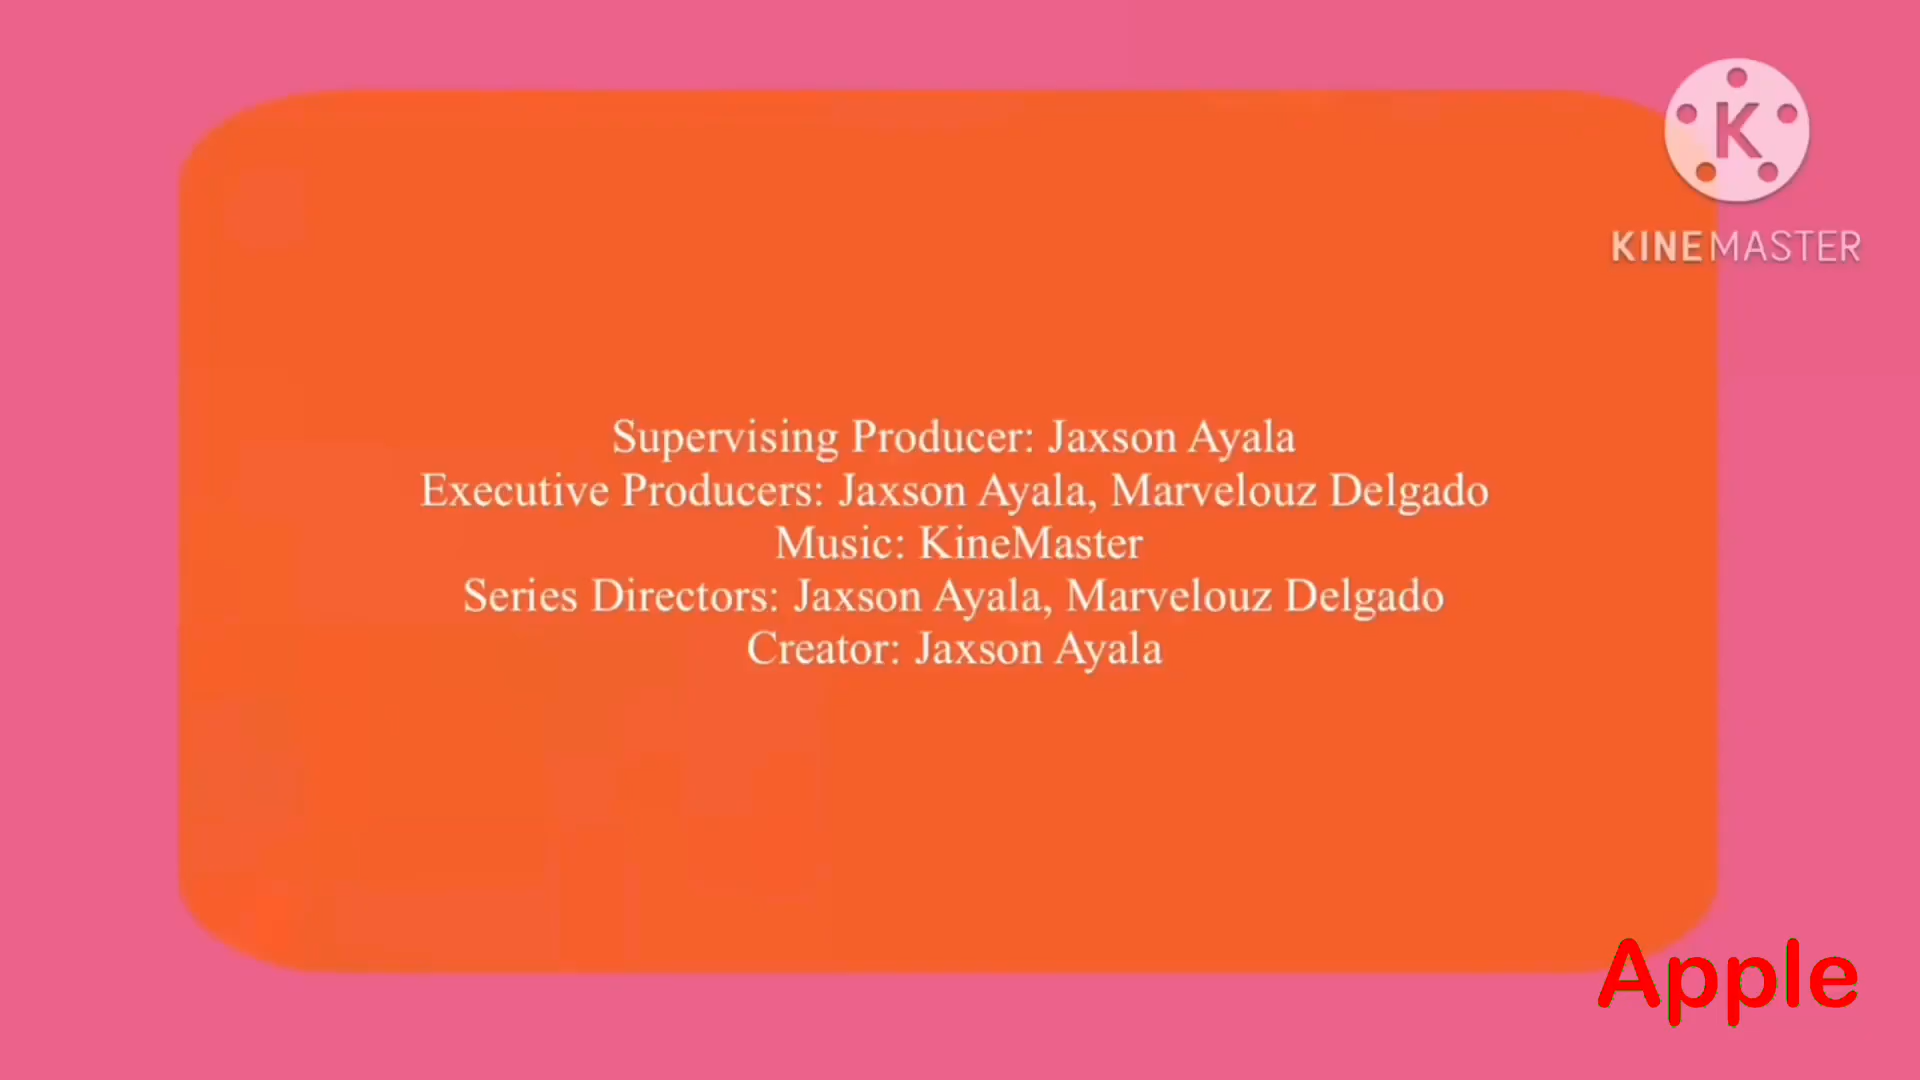 K
KINEMASTER
Supervising Producer: Jaxson Ayala
Executive Producers: Jaxson Ayala, Marvelouz Delgado
Music: KineMaster
Series Directors: Jaxson Ayala, Marvelouz Delgado
Creator: Jaxson Ayala
Apple